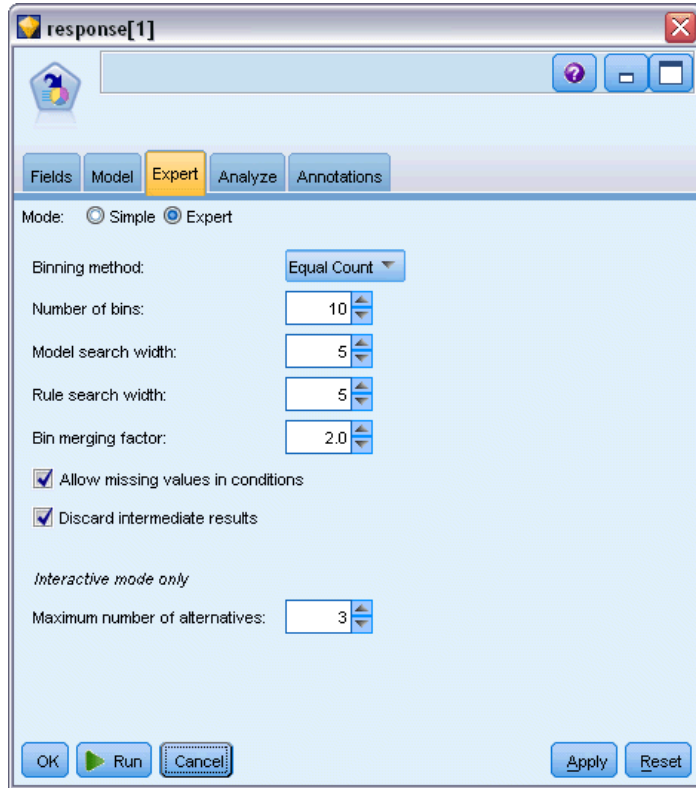 response[1]
?
Fields Model Expert Analyze Annotations
Mode: Simple Expert
Binning method: Equal Count
Number of bins: 10
Model search width: 5
Rule search width: 5
Bin merging factor: 2.0
Allow missing values in conditions
Discard intermediate results
Interactive mode only
Maximum number of alternatives: 3
OK Run Cancel Apply Reset